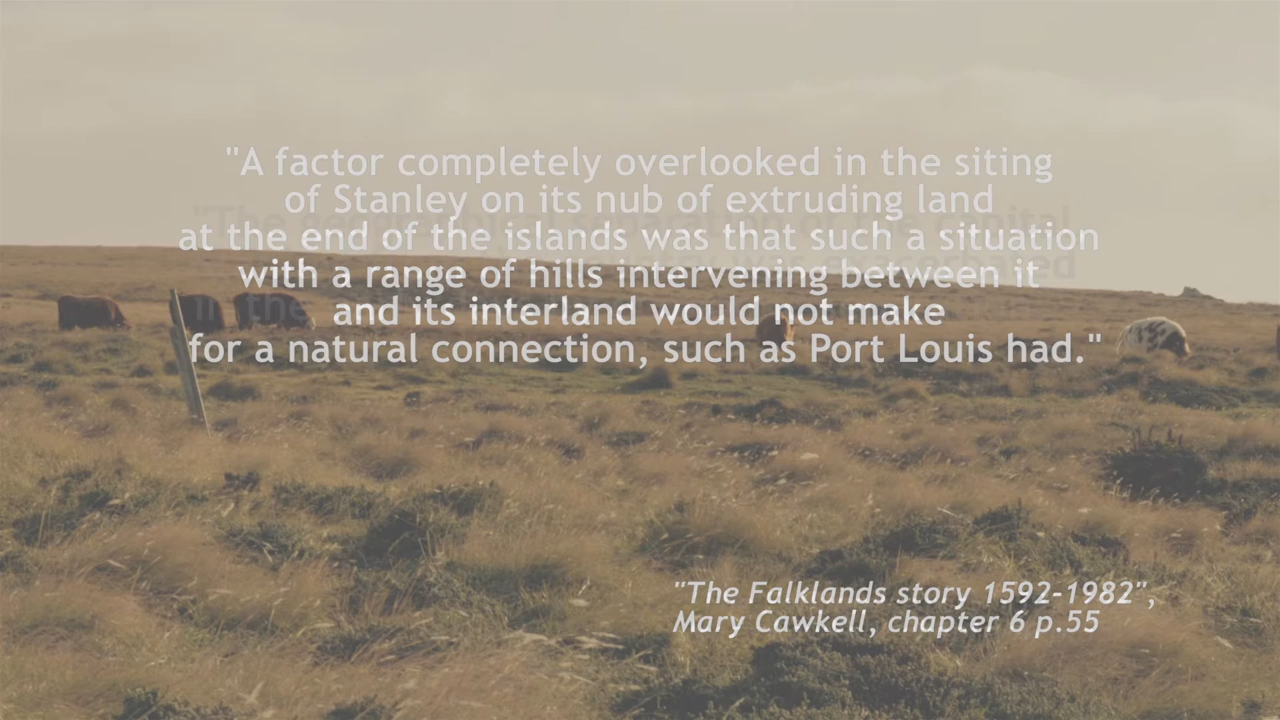 "A factor completely overlooked in the siting
of Stanley on its nub of extruding land
at the end of the islands was that such a situation
with a range of hills intervening between it
and its interland would not make
for a natural connection, such as Port Louis had."
"The Falklands story 1592-1982",
Mary Cawkell, chapter 6 p.55